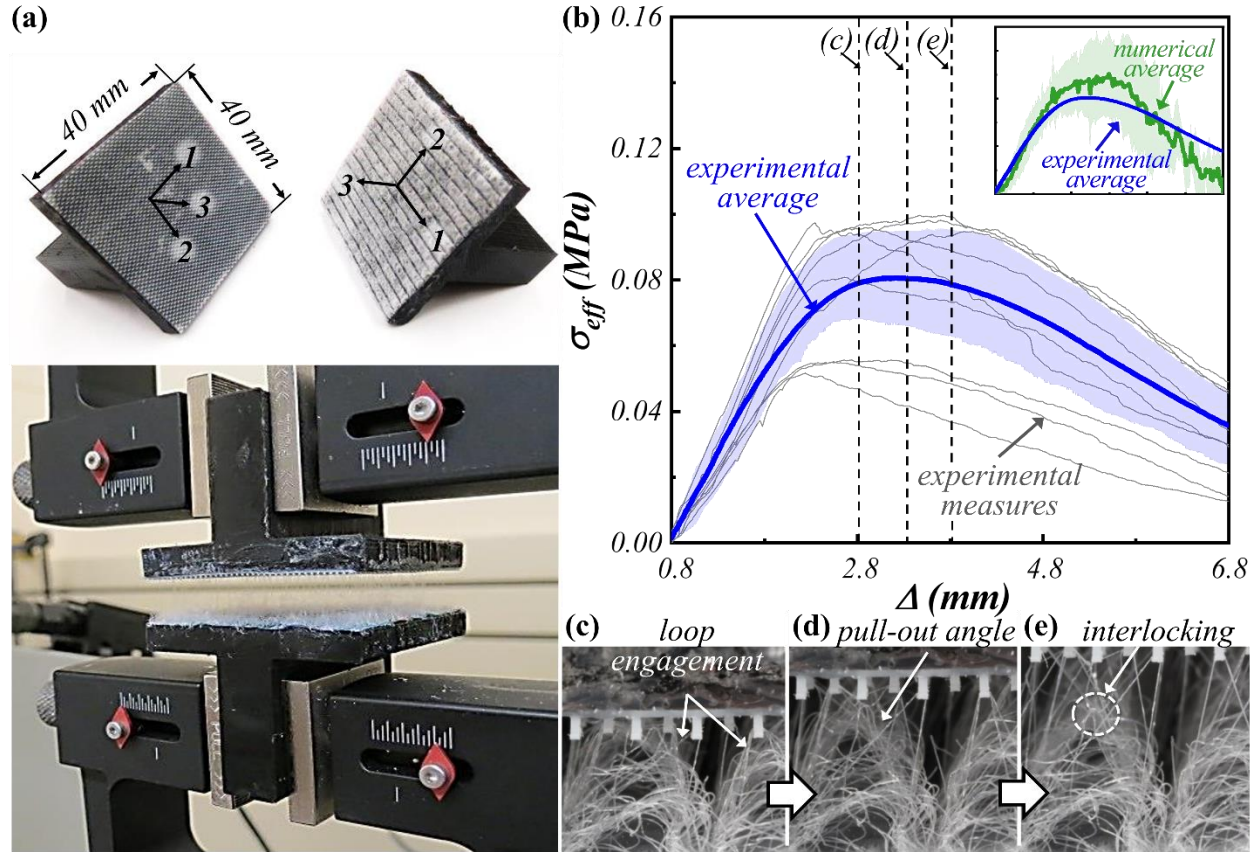 (a)
40 mm
40 mm
1
3
2
2
3
1
(b)
0.16
0.12
0.08
0.04
0.00
σeff (MPa)
(c)
(d)
(e)
numerical
average
experimental
average
experimental
average
experimental
measures
0.8
2.8
4.8
6.8
Δ (mm)
(c)
loop
engagement
(d)
pull-out angle
(e)
interlocking